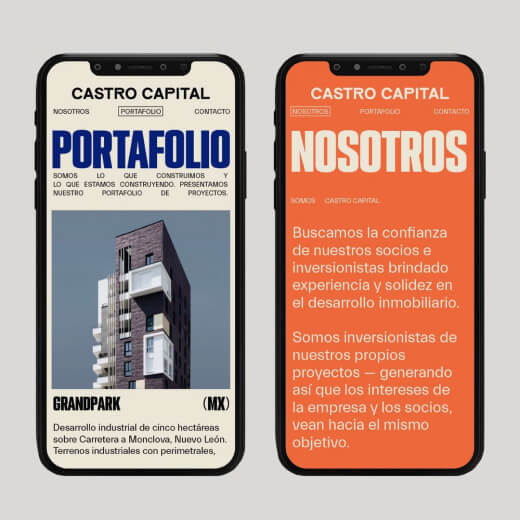 CASTRO CAPITAL
NOSOTROS PORTAFOLIO CONTACTO
PORTAFOLIO
SOMOS LO QUE CONSTRUIMOS Y
LO QUE ESTAMOS CONSTRUYENDO. PRESENTAMOS
NUESTRO PORTAFOLIO DE PROYECTOS.
GRANDPARK (MX)
Desarrollo industrial de cinco hectáreas
sobre Carretera a Monclova, Nuevo León.
Terrenos industriales con perimetrales,
CASTRO CAPITAL
NOSOTROS PORTAFOLIO CONTACTO
NOSOTROS
SOMOS CASTRO CAPITAL
Buscamos la confianza
de nuestros socios e
inversionistas brindado
experiencia y solidez en
el desarrollo inmobiliario.
Somos inversionistas de
nuestros propios
proyectos — generando
así que los intereses de
la empresa y los socios,
vean hacia el mismo
objetivo.